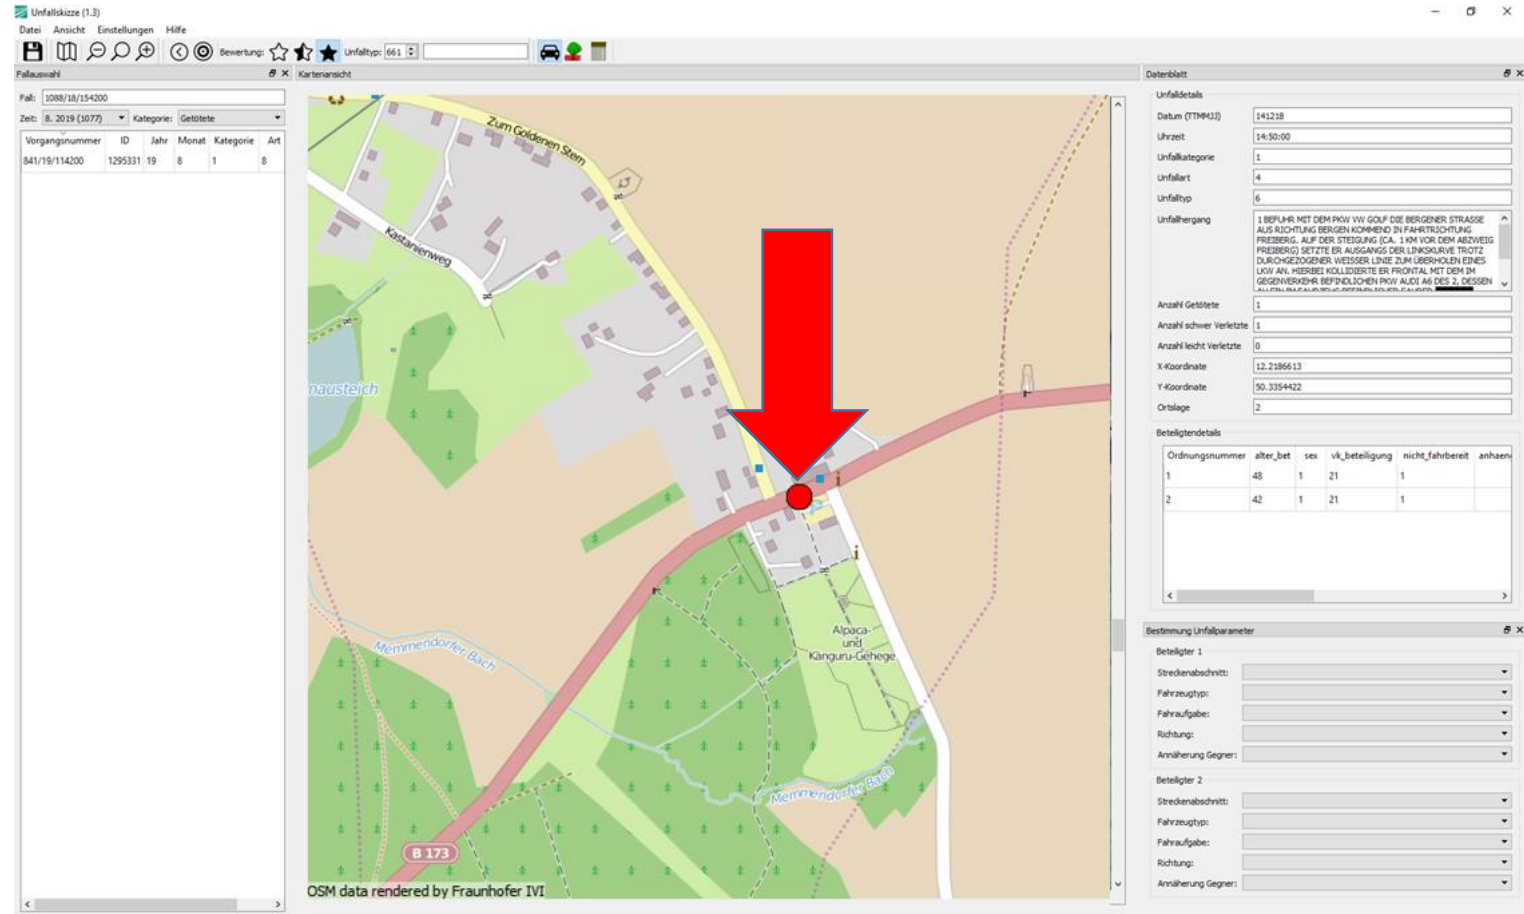 Unfallskizze (1.3)
Datei Ansicht Einstellungen Hilfe
Bewertung: Unfalltyp: 661
Fallauswahl
Fall: 1088/18/154200
Zeit: 8. 2019 (1077) Kategorie: Getötete
Vorgangsnummer ID Jahr Monat Kategorie Art
841/19/114200 1295331 19 8 1 8
Kartenansicht
Zum Goldenen Stern
Kastanienweg
mausteich
i
i
Alpaca-
und
Känguru-Gehege
Memmendorfer Bach
Memmendorfer Bach
B 173
OSM data rendered by Fraunhofer IVI
Datenblatt
Unfalldetails
Datum (TTMMJJ) 141218
Uhrzeit 14:50:00
Unfallkategorie 1
Unfallart 4
Unfalltyp 6
Unfallhergang
1 BEFUHR MIT DEM PKW VW GOLF DIE BERGENER STRASSE
AUS RICHTUNG BERGEN KOMMEND IN FAHRTRICHTUNG
FREIBERG. AUF DER STEIGUNG (CA. 1 KM VOR DEM ABZWEIG
FREIBERG) SETZTE ER AUSGANGS DER LINKSKURVE TROTZ
DURCHGEZOGENER WEISSER LINIE ZUM ÜBERHOLEN EINES
LKW AN. HIERBEI KOLLIDIERTE ER FRONTAL MIT DEM IM
GEGENVERKEHR BEFINDLICHEN PKW AUDI A6 DES 2, DESSEN
Anzahl Getötete 1
Anzahl schwer Verletzte 1
Anzahl leicht Verletzte 0
X-Koordinate 12.2186613
Y-Koordinate 50.3354422
Ortslage 2
Beteiligtendetails
Ordnungsnummer alter_bet sex vk_beteiligung nicht_fahrbereit anhaen
1 48 1 21 1
2 42 1 21 1
Bestimmung Unfallparameter
Beteiligter 1
Streckenabschnitt:
Fahrzeugtyp:
Fahraufgabe:
Richtung:
Annäherung Gegner:
Beteiligter 2
Streckenabschnitt:
Fahrzeugtyp:
Fahraufgabe:
Richtung:
Annäherung Gegner: